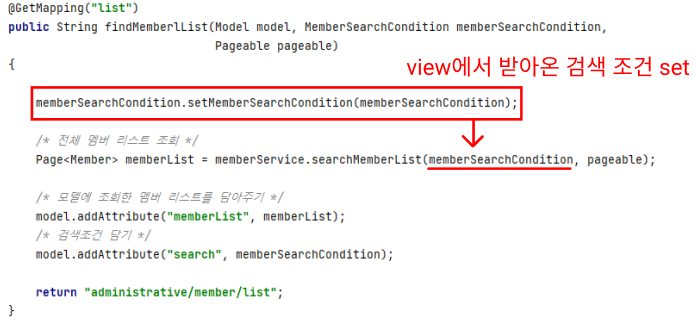 @GetMapping("list")
public String findMemberlList(Model model, MemberSearchCondition memberSearchCondition,
Pageable pageable)
{
view에서 받아온 검색 조건 set
memberSearchCondition.setMemberSearchCondition(memberSearchCondition);
/* 전체 멤버 리스트 조회 */
Page<Member> memberList = memberService.searchMemberList(memberSearchCondition, pageable);
/* 모델에 조회한 멤버 리스트를 담아주기 */
model.addAttribute("memberList", memberList);
/* 검색조건 담기 */
model.addAttribute("search", memberSearchCondition);
return "administrative/member/list";
}